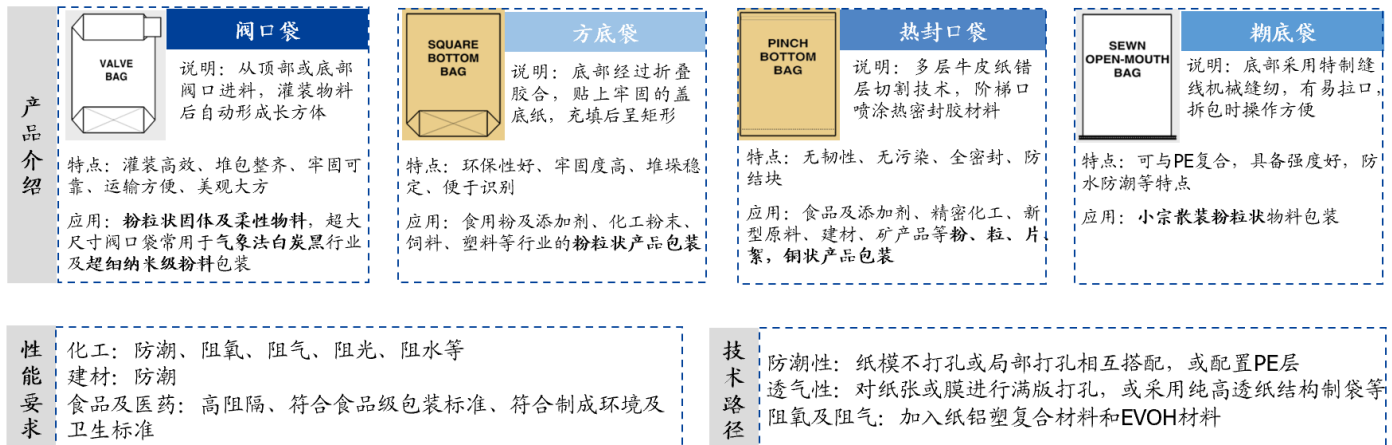 产品介绍
VALVE
BAG
阀口袋
说明：从顶部或底部
阀口进料，灌装物料
后自动形成长方体
特点：灌装高效、堆包整齐、牢固可
靠、运输方便、美观大方
应用：粉粒状固体及柔性物料，超大
尺寸阀口袋常用于气象法白炭黑行业
及超细纳米级粉料包装
SQUARE
BOTTOM
BAG
方底袋
说明：底部经过折叠
胶合，贴上牢固的盖
底纸，充填后呈矩形
特点：环保性好、牢固度高、堆垛稳
定、便于识别
应用：食用粉及添加剂、化工粉末、
饲料、塑料等行业的粉粒状产品包装
PINCH
BOTTOM
BAG
热封口袋
说明：多层牛皮纸错
层切割技术，阶梯口
喷涂热密封胶材料
特点：无韧性、无污染、全密封、防
结块
应用：食品及添加剂、精密化工、新
型原料、建材、矿产品等粉、粒、片、
絮，铜状产品包装
SEWN
OPEN-MOUTH
BAG
糊底袋
说明：底部采用特制缝
线机械缝纫，有易拉口，
拆包时操作方便
特点：可与PE复合，具备强度好，防
水防潮等特点
应用：小宗散装粉粒状物料包装
性能要求
化工：防潮、阻氧、阻气、阻光、阻水等
建材：防潮
食品及医药：高阻隔、符合食品级包装标准、符合制成环境及
卫生标准
技术路径
防潮性：纸模不打孔或局部打孔相互搭配，或配置PE层
透气性：对纸张或膜进行满版打孔，或采用纯高透纸结构制袋等
阻氧及阻气：加入纸铝塑复合材料和EVOH材料